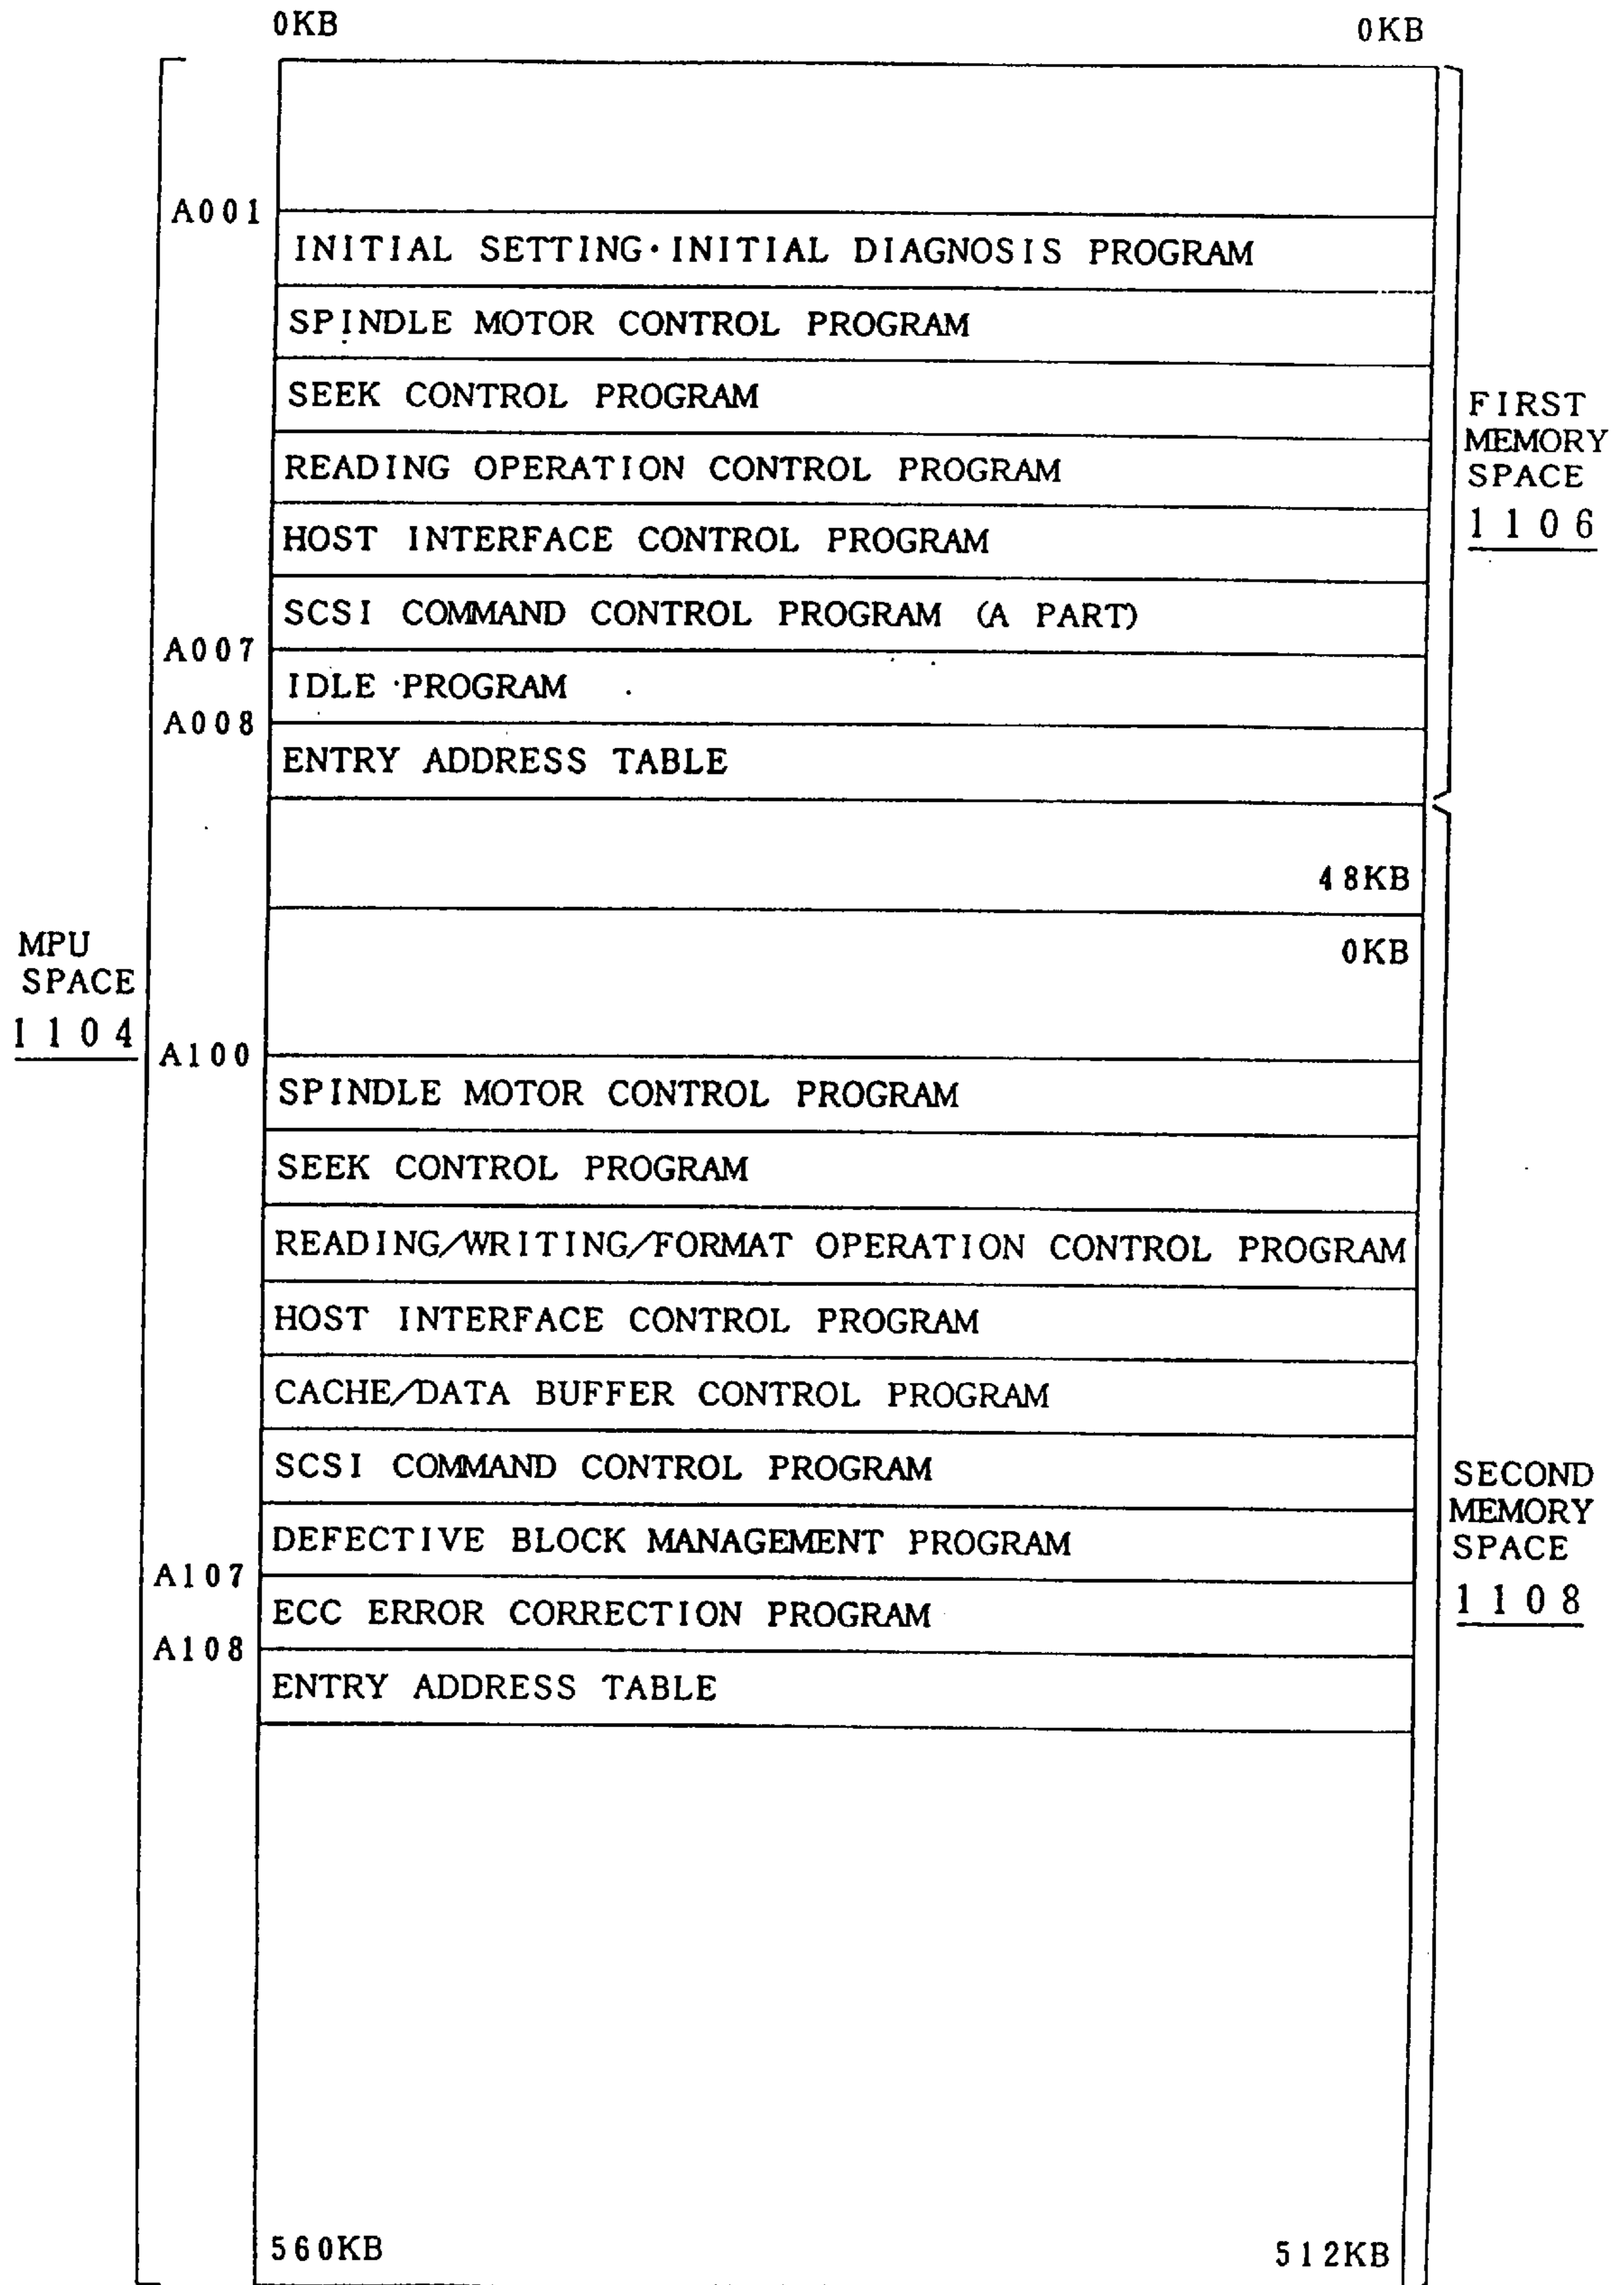 0KB 0KB
A001
INITIAL SETTING·INITIAL DIAGNOSIS PROGRAM
SPINDLE MOTOR CONTROL PROGRAM
SEEK CONTROL PROGRAM
READING OPERATION CONTROL PROGRAM
HOST INTERFACE CONTROL PROGRAM
SCSI COMMAND CONTROL PROGRAM (A PART)
A007
IDLE PROGRAM
A008
ENTRY ADDRESS TABLE
FIRST
MEMORY
SPACE
1106
48KB
0KB
MPU
SPACE
1104
A100
SPINDLE MOTOR CONTROL PROGRAM
SEEK CONTROL PROGRAM
READING/WRITING/FORMAT OPERATION CONTROL PROGRAM
HOST INTERFACE CONTROL PROGRAM
CACHE/DATA BUFFER CONTROL PROGRAM
SCSI COMMAND CONTROL PROGRAM
DEFECTIVE BLOCK MANAGEMENT PROGRAM
A107
ECC ERROR CORRECTION PROGRAM
A108
ENTRY ADDRESS TABLE
SECOND
MEMORY
SPACE
1108
560KB 512KB